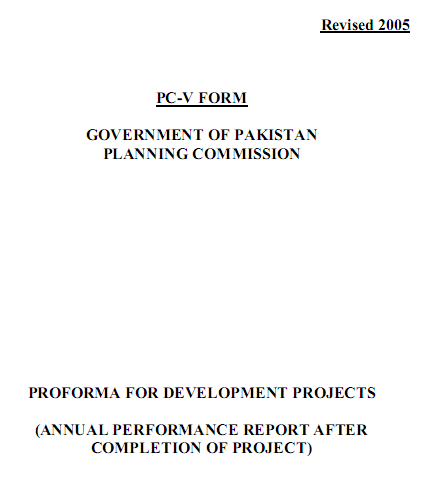 Revised 2005
PC-V FORM
GOVERNMENT OF PAKISTAN
PLANNING COMMISSION
PROFORMA FOR DEVELOPMENT PROJECTS
(ANNUAL PERFORMANCE REPORT AFTER
COMPLETION OF PROJECT)